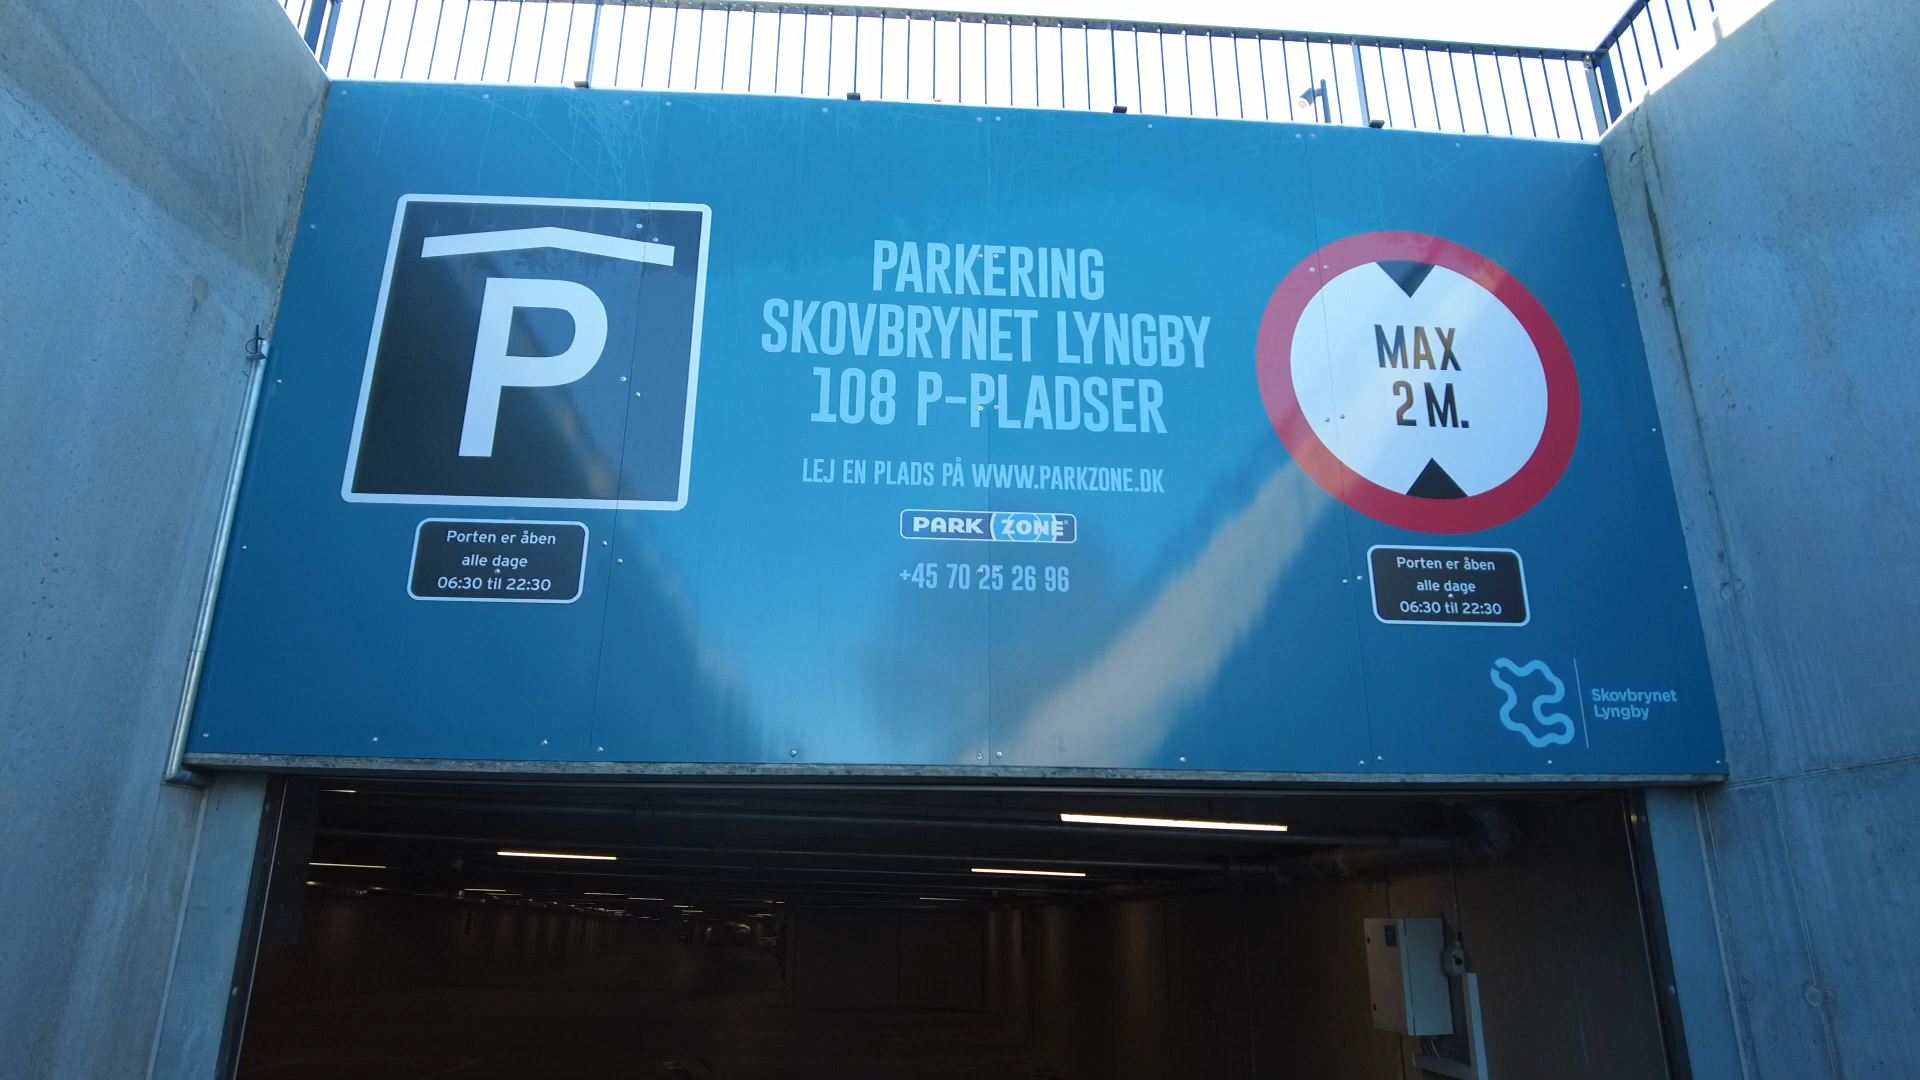 P
PARKERING
SKOVBRYNET LYNGBY
108 P-PLADSER
LEJ EN PLADS PÅ WWW.PARKZONE.DK
PARK ZONE®
+45 70 25 26 96
MAX
2 M.
Porten er åben
alle dage
06:30 til 22:30
Porten er åben
alle dage
06:30 til 22:30
Skovbrynet
Lyngby